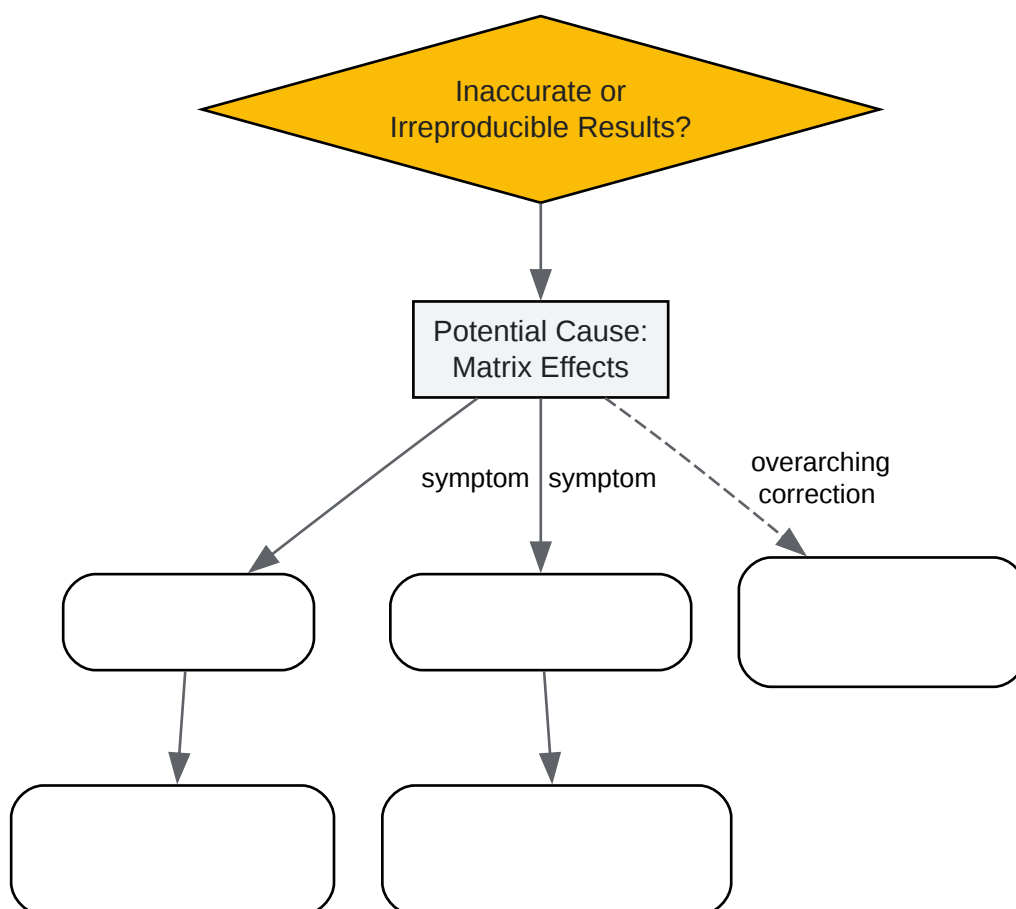 Inaccurate or
Irreproducible Results?
Potential Cause:
Matrix Effects
symptom
symptom
overarching
correction